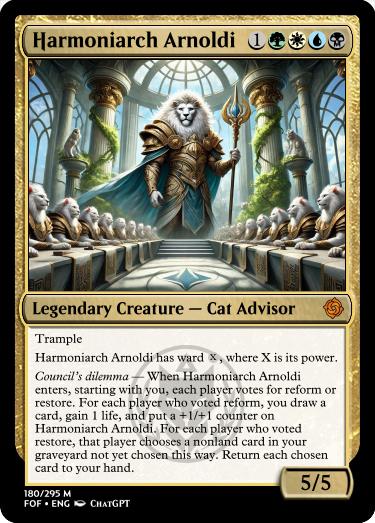 Harmoniarch Arnoldi 1
Legendary Creature — Cat Advisor
Trample
Harmoniarch Arnoldi has ward X, where X is its power.
Council's dilemma — When Harmoniarch Arnoldi
enters, starting with you, each player votes for reform or
restore. For each player who voted reform, you draw a
card, gain 1 life, and put a +1/+1 counter on
Harmoniarch Arnoldi. For each player who voted
restore, that player chooses a nonland card in your
graveyard not yet chosen this way. Return each chosen
card to your hand.
5/5
180/295 M
FOF • ENG ChatGPT